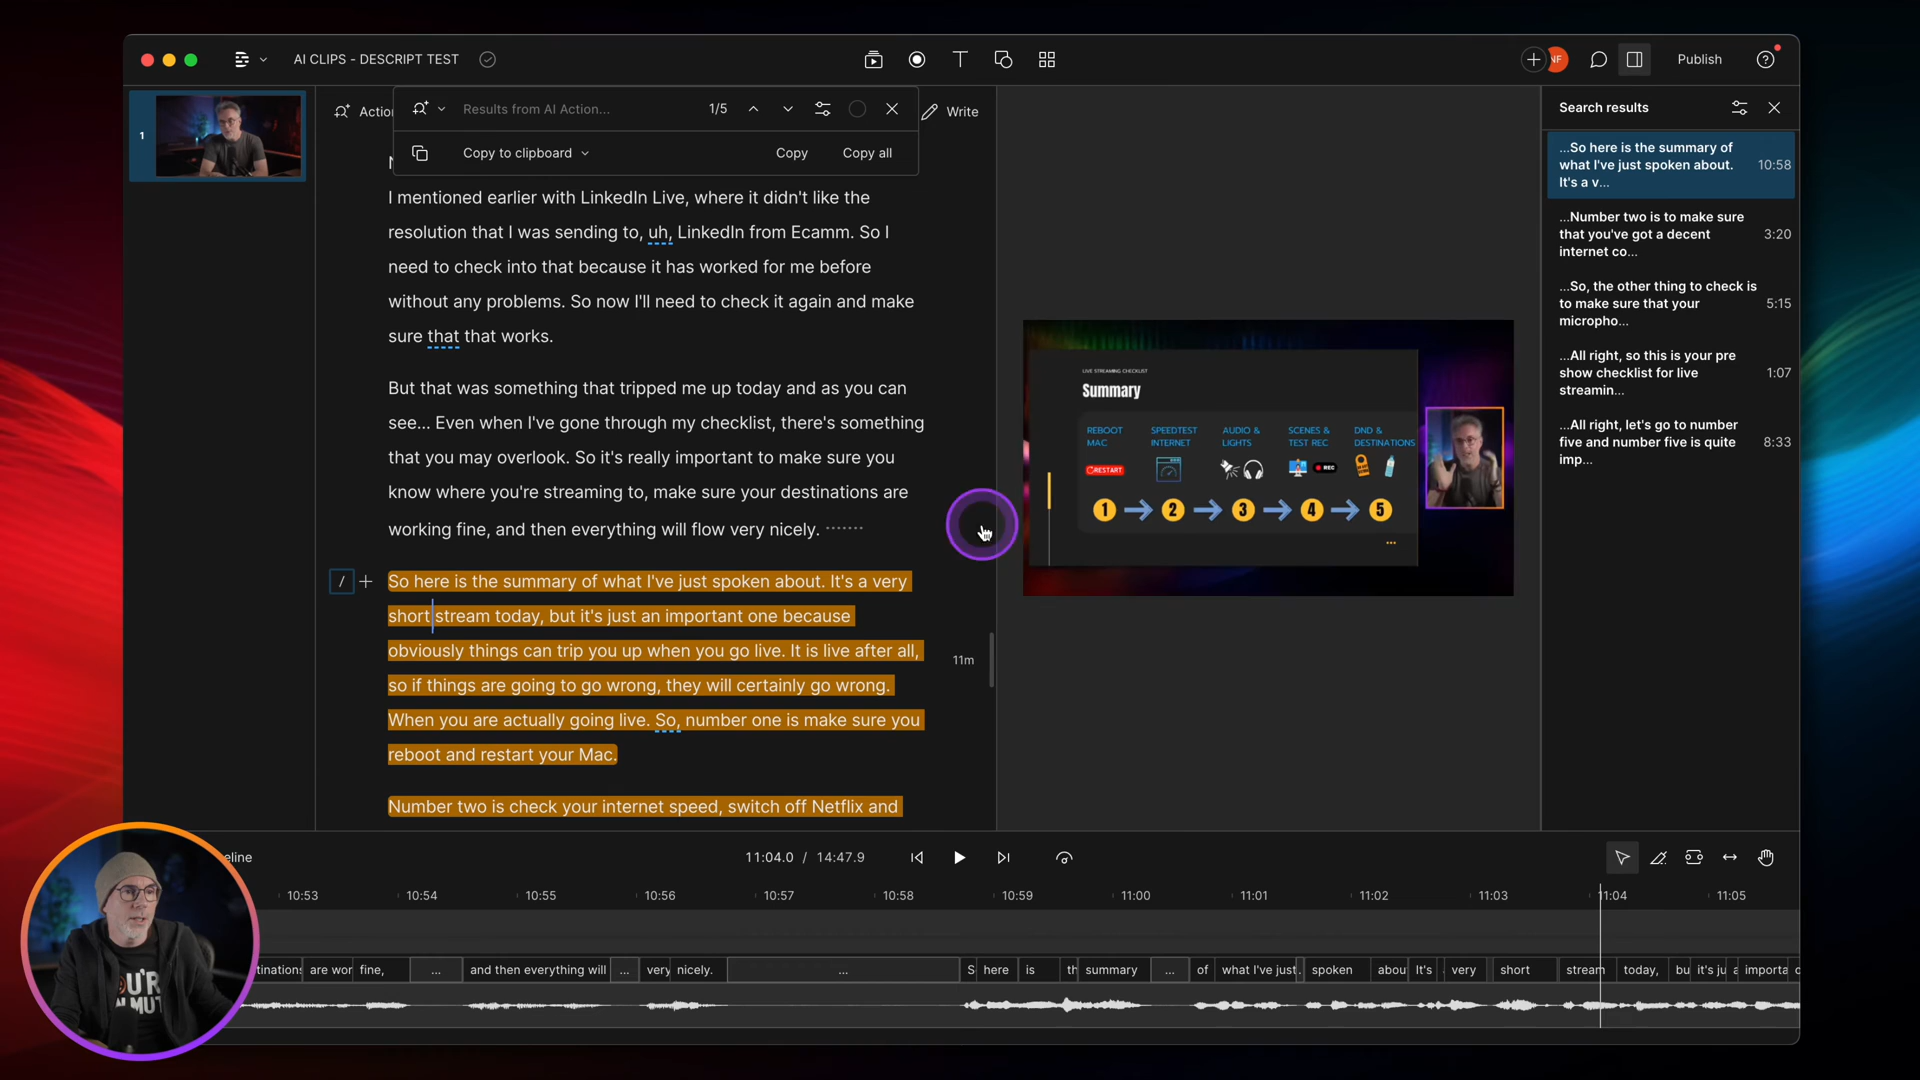 AI CLIPS - DESCRIPT TEST
NF
Publish
1
Results from AI Action...
1/5
Write
Copy to clipboard
Copy
Copy all
I mentioned earlier with LinkedIn Live, where it didn't like the
resolution that I was sending to, uh, LinkedIn from Ecamm. So I
need to check into that because it has worked for me before
without any problems. So now I'll need to check it again and make
sure that that works.
But that was something that tripped me up today and as you can
see... Even when I've gone through my checklist, there's something
that you may overlook. So it's really important to make sure you
know where you're streaming to, make sure your destinations are
working fine, and then everything will flow very nicely. .......
/ +
So here is the summary of what I've just spoken about. It's a very
short stream today, but it's just an important one because
obviously things can trip you up when you go live. It is live after all,
so if things are going to go wrong, they will certainly go wrong.
When you are actually going live. So, number one is make sure you
reboot and restart your Mac.
Number two is check your internet speed, switch off Netflix and
11m
LIVE STREAMING CHECKLIST
Summary
REBOOT MAC
SPEEDTEST INTERNET
AUDIO & LIGHTS
SCENES & TEST REC
DND & DESTINATIONS
RESTART
REC
1 2 3 4 5
...
Search results
...So here is the summary of
what I've just spoken about.
It's a v...
10:58
...Number two is to make sure
that you've got a decent
internet co...
3:20
...So, the other thing to check is
to make sure that your
micropho...
5:15
...All right, so this is your pre
show checklist for live
streamin...
1:07
...All right, let's go to number
five and number five is quite
imp...
8:33
11:04.0 / 14:47.9
10:53 10:54 10:55 10:56 10:57 10:58 10:59 11:00 11:01 11:02 11:03 11:04 11:05
are wor fine, ... and then everything will ... very nicely. ... S here is th summary ... of what I've just spoken abou It's very short stream today, bu it's ju importa